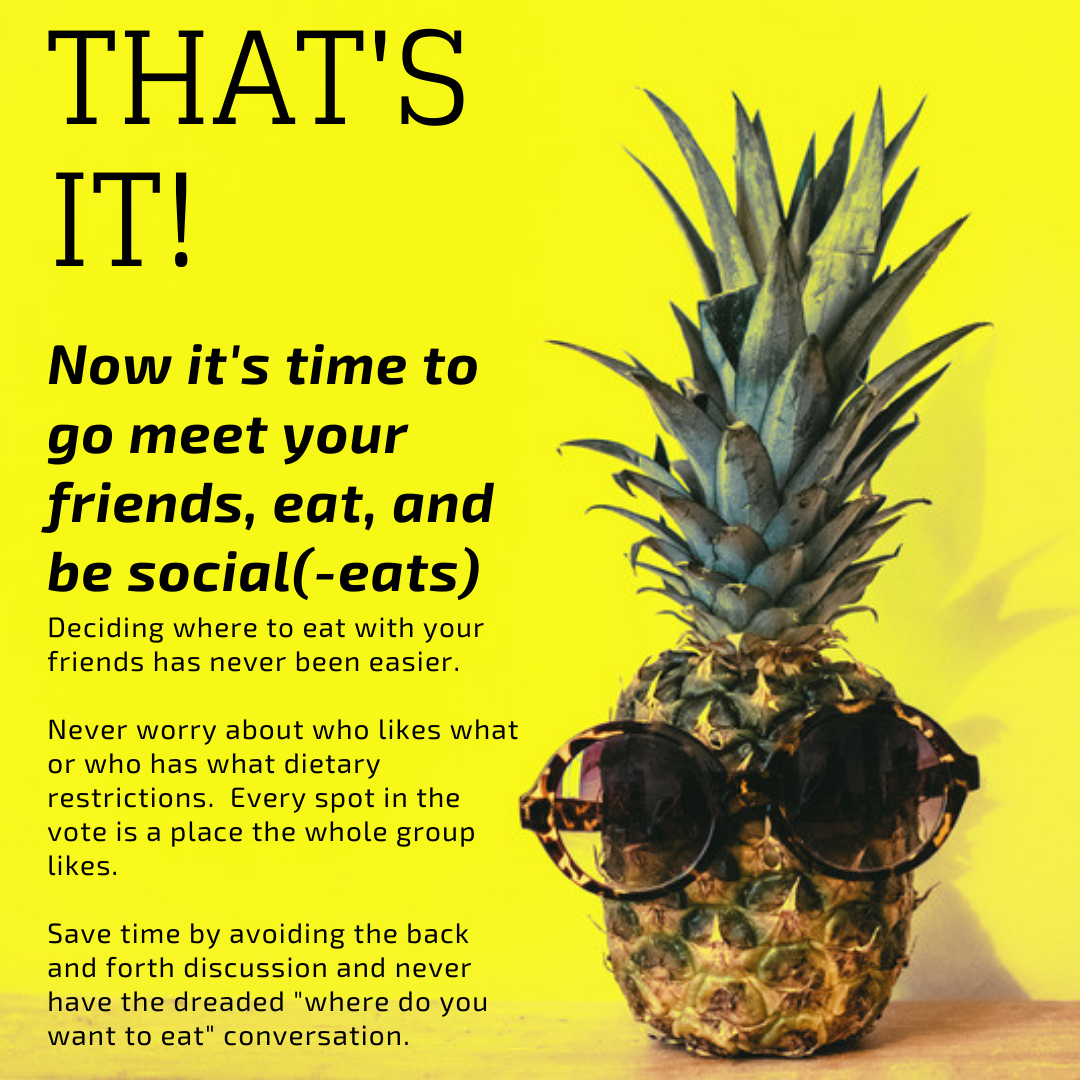 THAT'S
IT!
Now it's time to
go meet your
friends, eat, and
be social(-eats)
Deciding where to eat with your
friends has never been easier.
Never worry about who likes what
or who has what dietary
restrictions.  Every spot in the
vote is a place the whole group
likes.
Save time by avoiding the back
and forth discussion and never
have the dreaded "where do you
want to eat" conversation.